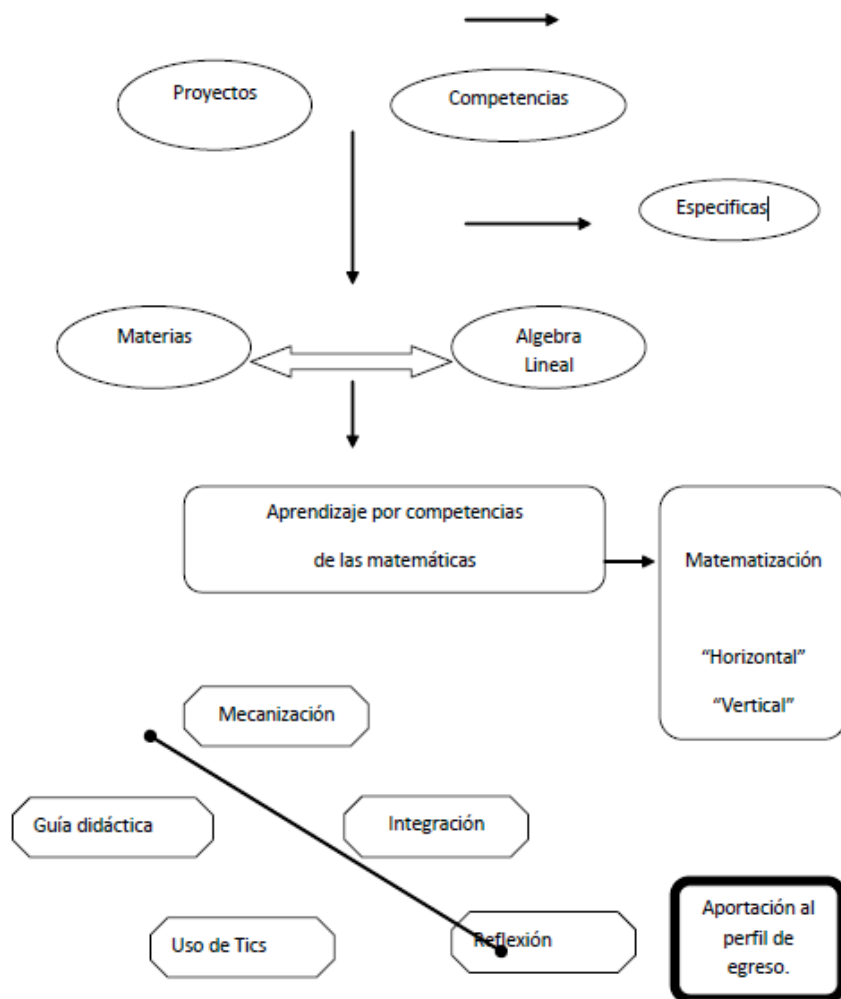 Proyectos
Competencias
Especificas
Materias
Algebra
Lineal
Aprendizaje por competencias
de las matemáticas
Matematización
“Horizontal”
“Vertical”
Mecanización
Guía didáctica
Integración
Uso de Tics
Reflexión
Aportación al
perfil de
egreso.